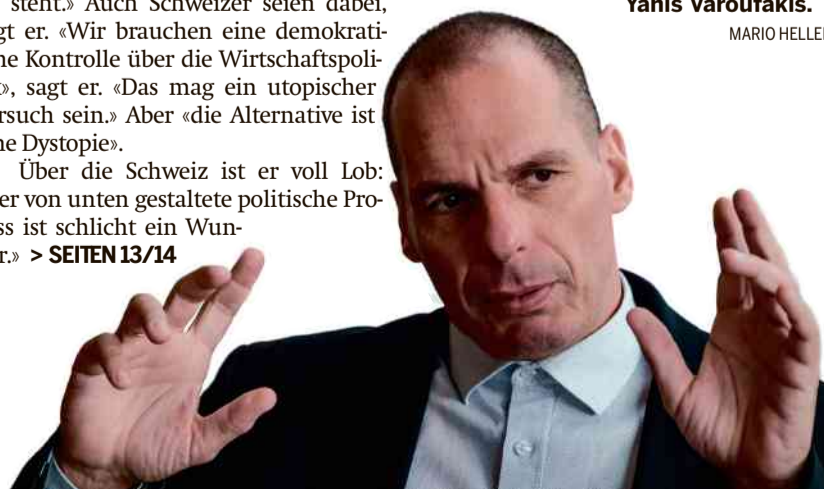 steht.» Auch Schweizer seien dabei,
gt er. «Wir brauchen eine demokrati-
he Kontrolle über die Wirtschaftspoli-
», sagt er. «Das mag ein utopischer
rsuch sein.» Aber «die Alternative ist
ne Dystopie».
Über die Schweiz ist er voll Lob:
er von unten gestaltete politische Pro-
ss ist schlicht ein Wun-
r.» > SEITEN 13/14
Yanis Varoufakis.
MARIO HELLE